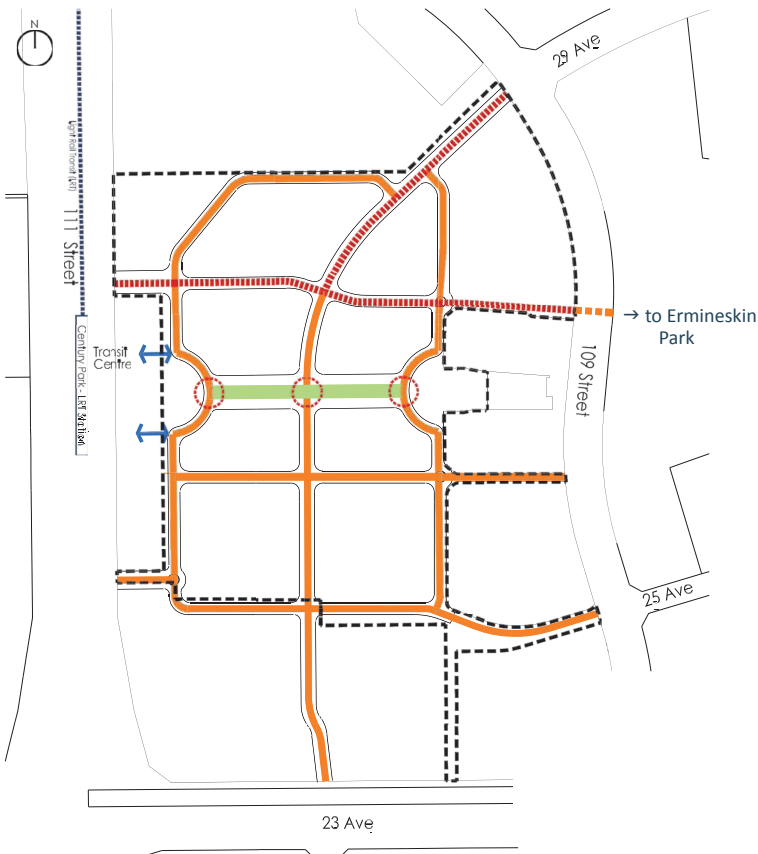 N
29 Ave
Light Rail Transit (LRT)
111 Street
→ to Ermineskin
Park
Transit
Centre
Century Park - LRT Station
109 Street
25 Ave
23 Ave